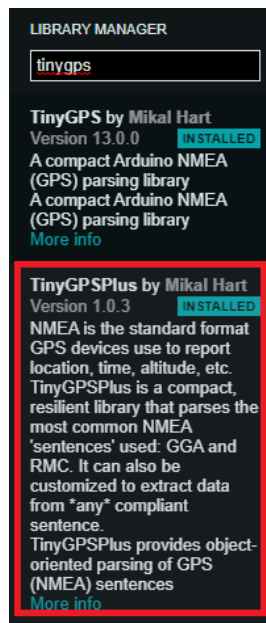 LIBRARY MANAGER
tinygps
TinyGPS by Mikal Hart
Version 13.0.0 INSTALLED
A compact Arduino NMEA
(GPS) parsing library
A compact Arduino NMEA
(GPS) parsing library
More info
TinyGPSPlus by Mikal Hart
Version 1.0.3 INSTALLED
NMEA is the standard format
GPS devices use to report
location, time, altitude, etc.
TinyGPSPlus is a compact,
resilient library that parses the
most common NMEA
'sentences' used: GGA and
RMC. It can also be
customized to extract data
from *any* compliant
sentence.
TinyGPSPlus provides object-
oriented parsing of GPS
(NMEA) sentences
More info